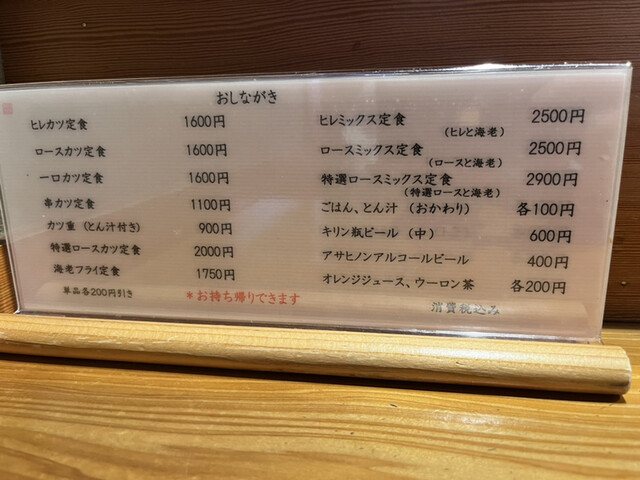 おしながき
ヒレカツ定食 1600円
ロースカツ定食 1600円
一口カツ定食 1600円
串カツ定食 1100円
カツ重（とん汁付き） 900円
特選ロースカツ定食 2000円
海老フライ定食 1750円
単品各200円引き
＊お持ち帰りできます
ヒレミックス定食 2500円
（ヒレと海老）
ロースミックス定食 2500円
（ロースと海老）
特選ロースミックス定食 2900円
（特選ロースと海老）
ごはん、とん汁（おかわり） 各100円
キリン瓶ビール（中） 600円
アサヒノンアルコールビール 400円
オレンジジュース、ウーロン茶 各200円
消費税込み